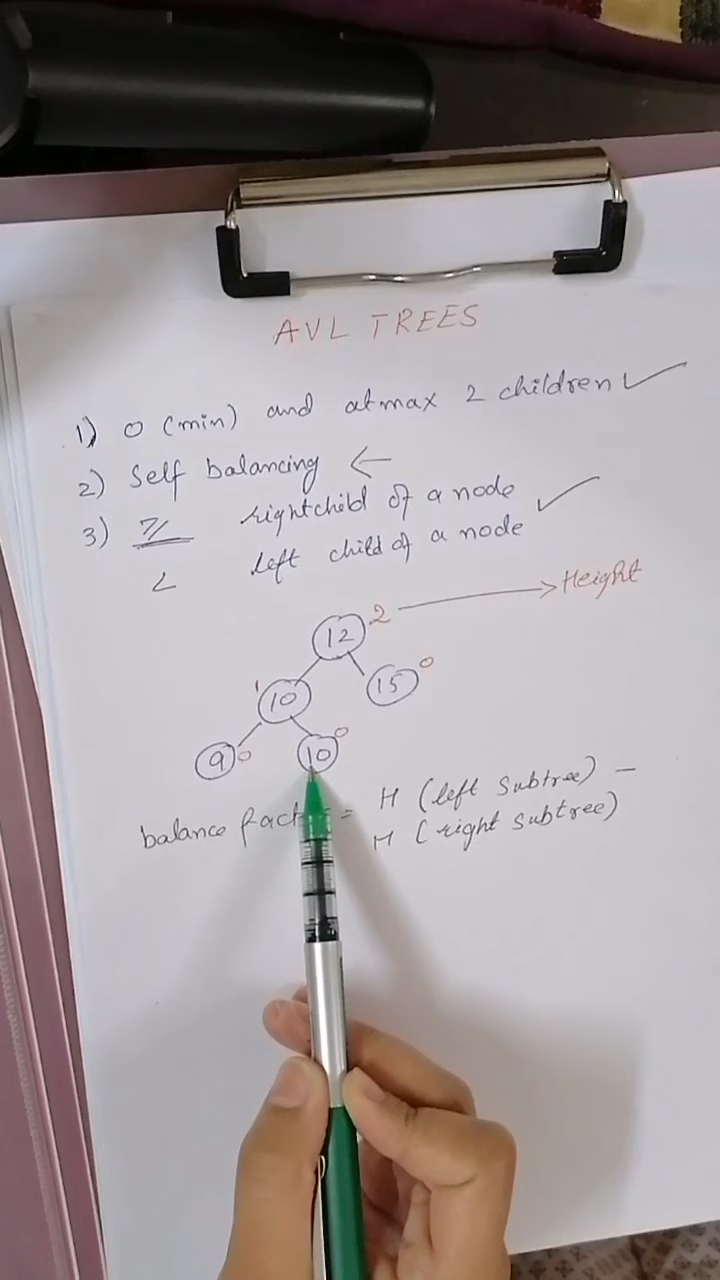 AVL TREES
1) 0 (min) and atmax 2 children ✓
2) Self balancing ←
3) >/ rightchild of a node ✓
< left child of a node
12 2 → Height
1 10 15 0
9 0 10 0
balance fact = H (left subtree) –
H (right subtree)